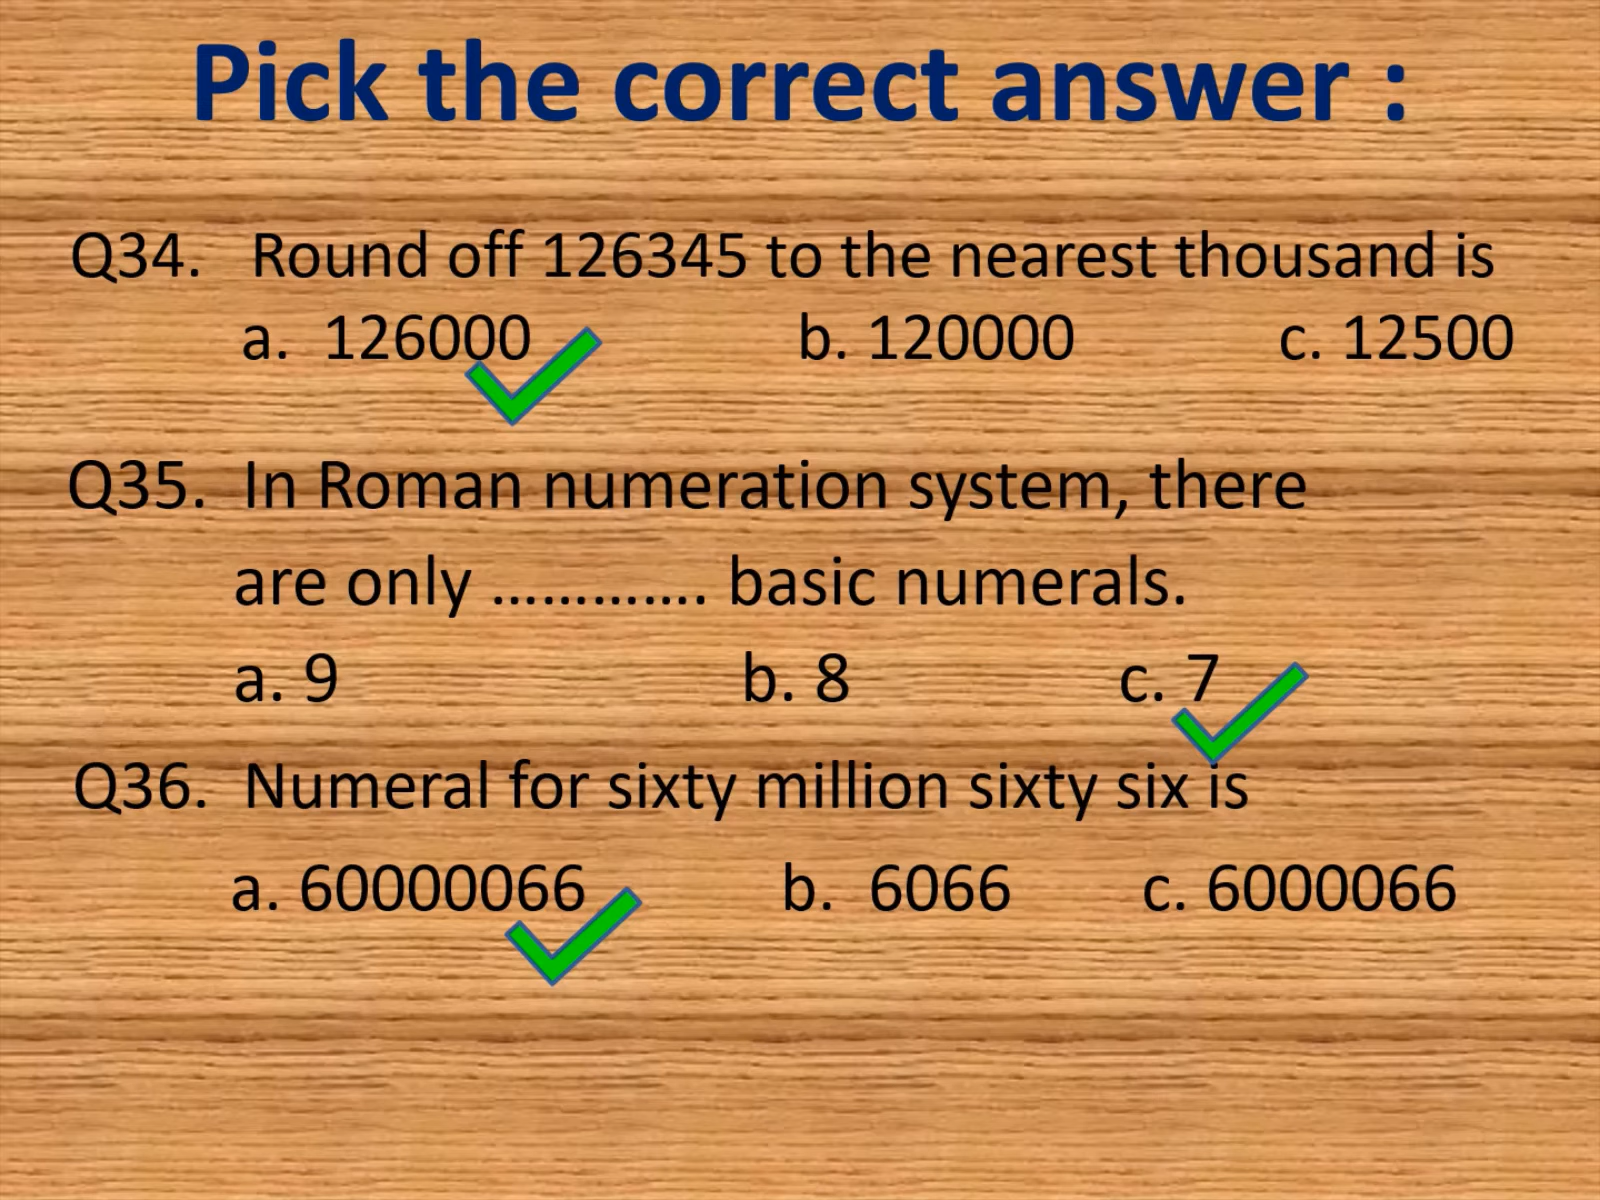 Pick the correct answer :
Q34. Round off 126345 to the nearest thousand is
a. 126000 b. 120000 c. 12500
Q35. In Roman numeration system, there
are only …………. basic numerals.
a. 9 b. 8 c. 7
Q36. Numeral for sixty million sixty six is
a. 60000066 b. 6066 c. 6000066